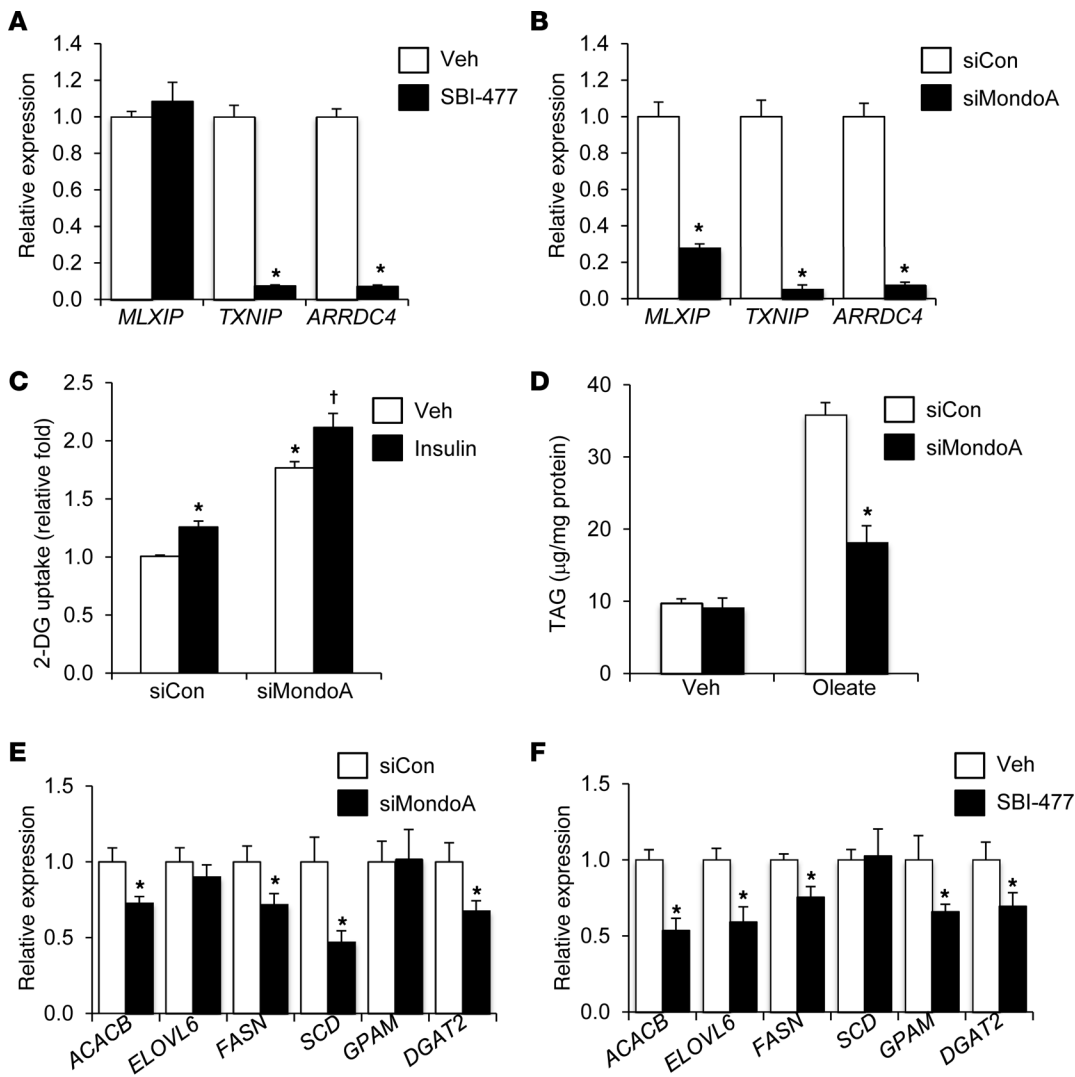 A
Relative expression
1.4
1.2
1.0
0.8
0.6
0.4
0.2
0.0
Veh
SBI-477
*
*
MLXIP
TXNIP
ARRDC4
B
Relative expression
1.4
1.2
1.0
0.8
0.6
0.4
0.2
0.0
siCon
siMondoA
*
*
*
MLXIP
TXNIP
ARRDC4
C
2-DG uptake (relative fold)
2.5
2.0
1.5
1.0
0.5
0.0
Veh
Insulin
*
*
†
siCon
siMondoA
D
TAG (μg/mg protein)
40
30
20
10
0
siCon
siMondoA
*
Veh
Oleate
E
Relative expression
1.5
1.0
0.5
0.0
siCon
siMondoA
*
*
*
*
ACACB
ELOVL6
FASN
SCD
GPAM
DGAT2
F
Relative expression
1.5
1.0
0.5
0.0
Veh
SBI-477
*
*
*
*
*
ACACB
ELOVL6
FASN
SCD
GPAM
DGAT2